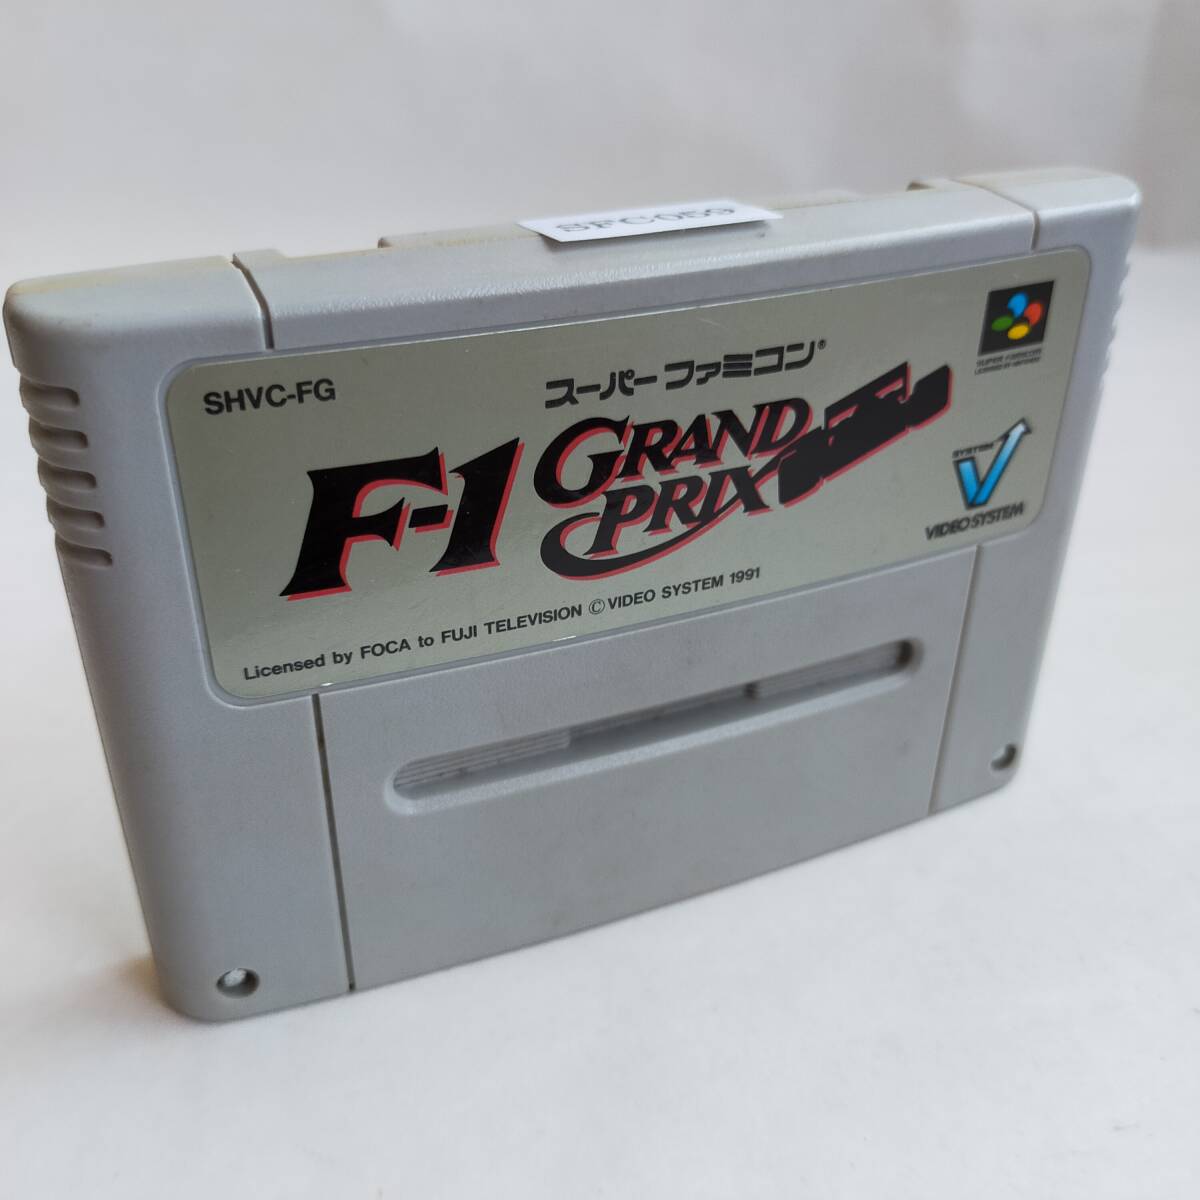 SFC059
SHVC-FG
スーパーファミコン®
F-1 GRAND PRIX
SUPER FAMICOM
LICENSED BY NINTENDO
SYSTEM
V
VIDEO SYSTEM
Licensed by FOCA to FUJI TELEVISION ©VIDEO SYSTEM 1991